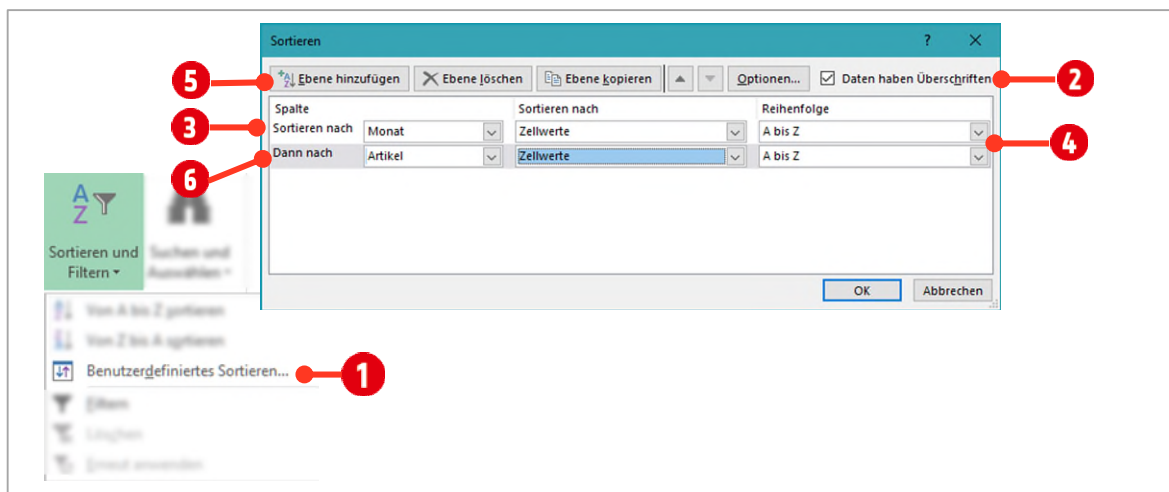 Sortieren
? ×
5
Ebene hinzufügen Ebene löschen Ebene kopieren Optionen... Daten haben Überschriften
2
Spalte Sortieren nach Reihenfolge
3
Sortieren nach Monat Zellwerte A bis Z
4
Dann nach Artikel Zellwerte A bis Z
6
A
Z
Sortieren und
Filtern
Suchen und
Auswählen
OK Abbrechen
Von A bis Z sortieren
Von Z bis A sortieren
Benutzerdefiniertes Sortieren...
1
Filtern
Löschen
Erneut anwenden